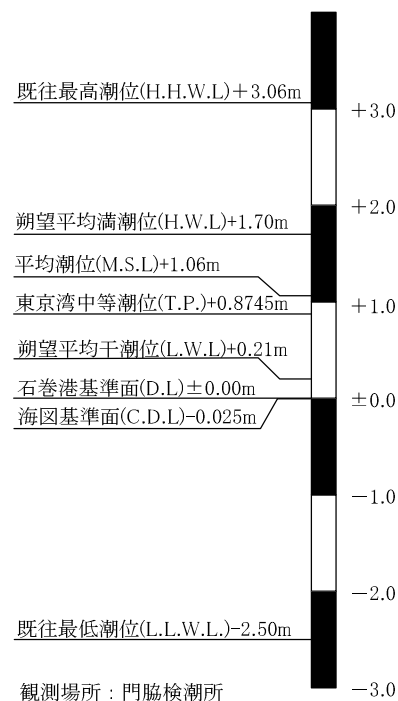 既往最高潮位(H.H.W.L)＋3.06m
＋3.0
＋2.0
朔望平均満潮位(H.W.L)+1.70m
平均潮位(M.S.L)+1.06m
東京湾中等潮位(T.P.)+0.8745m
＋1.0
朔望平均干潮位(L.W.L)+0.21m
石巻港基準面(D.L)±0.00m
±0.0
海図基準面(C.D.L)-0.025m
－1.0
－2.0
既往最低潮位(L.L.W.L.)-2.50m
観測場所：門脇検潮所
－3.0